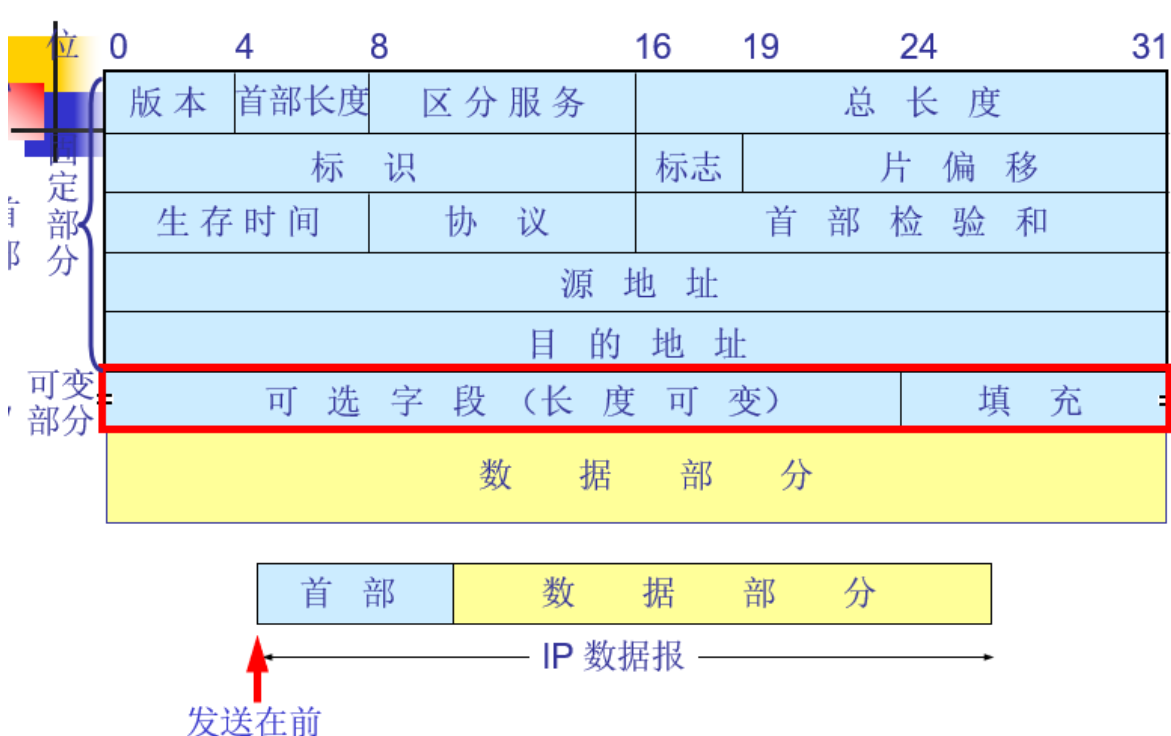 位 0 4 8 16 19 24 31
版本 首部长度 区分服务 总长度
标识 标志 片偏移
生存时间 协议 首部检验和
源地址
目的地址
可选字段（长度可变） 填充
数据部分
定
部
分
部
可变
部分
首部 数据部分
IP 数据报
发送在前